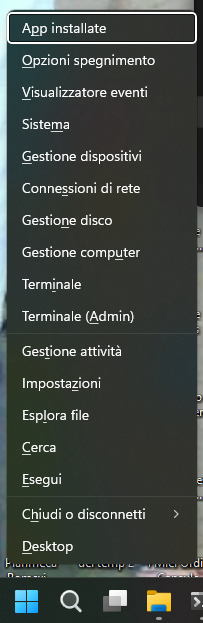 App installate
Opzioni spegnimento
Visualizzatore eventi
Sistema
Gestione dispositivi
Connessioni di rete
Gestione disco
Gestione computer
Terminale
Terminale (Admin)
Gestione attività
Impostazioni
Esplora file
Cerca
Esegui
Chiudi o disconnetti
Desktop